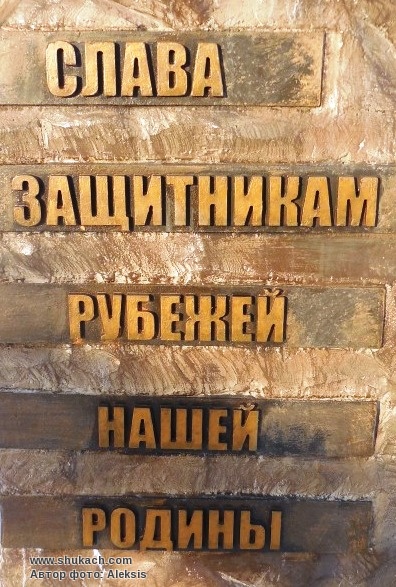 СЛАВА
ЗАЩИТНИКАМ
РУБЕЖЕЙ
НАШЕЙ
РОДИНЫ
www.shukach.com
Автор фото: Aleksis